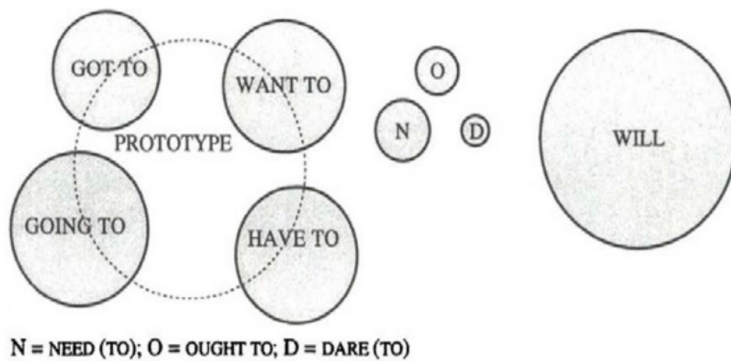 GOT TO
WANT TO
O
PROTOTYPE
N
D
WILL
GOING TO
HAVE TO
N = NEED (TO); O = OUGHT TO; D = DARE (TO)